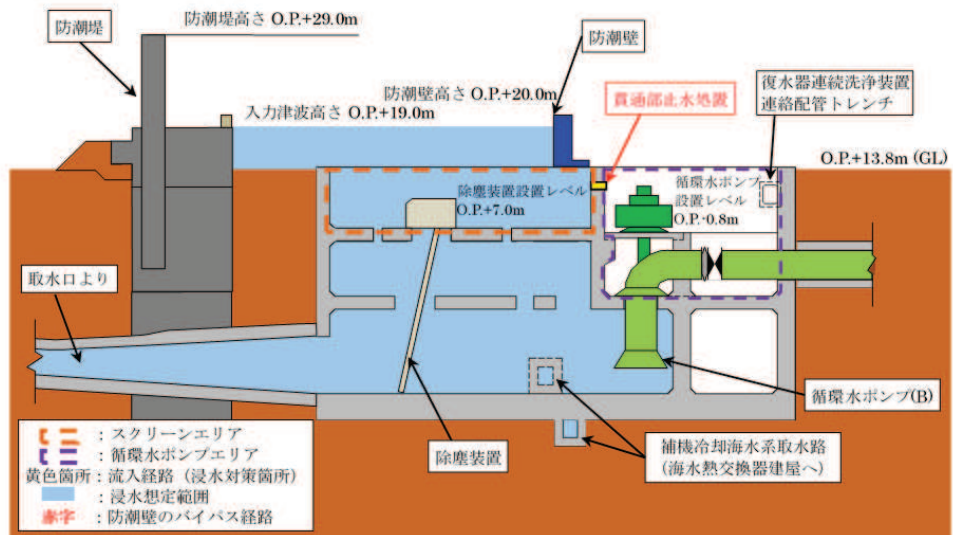 防潮堤高さ O.P.+29.0m
防潮堤
防潮壁
防潮壁高さ O.P.+20.0m
入力津波高さ O.P.+19.0m
貫通部止水処置
復水器連続洗浄装置
連絡配管トレンチ
O.P.+13.8m (GL)
除塵装置設置レベル
O.P.+7.0m
循環水ポンプ
設置レベル
O.P.-0.8m
取水口より
循環水ポンプ(B)
除塵装置
補機冷却海水系取水路
(海水熱交換器建屋へ)
：スクリーンエリア
：循環水ポンプエリア
黄色箇所：流入経路（浸水対策箇所）
：浸水想定範囲
赤字：防潮壁のバイパス経路